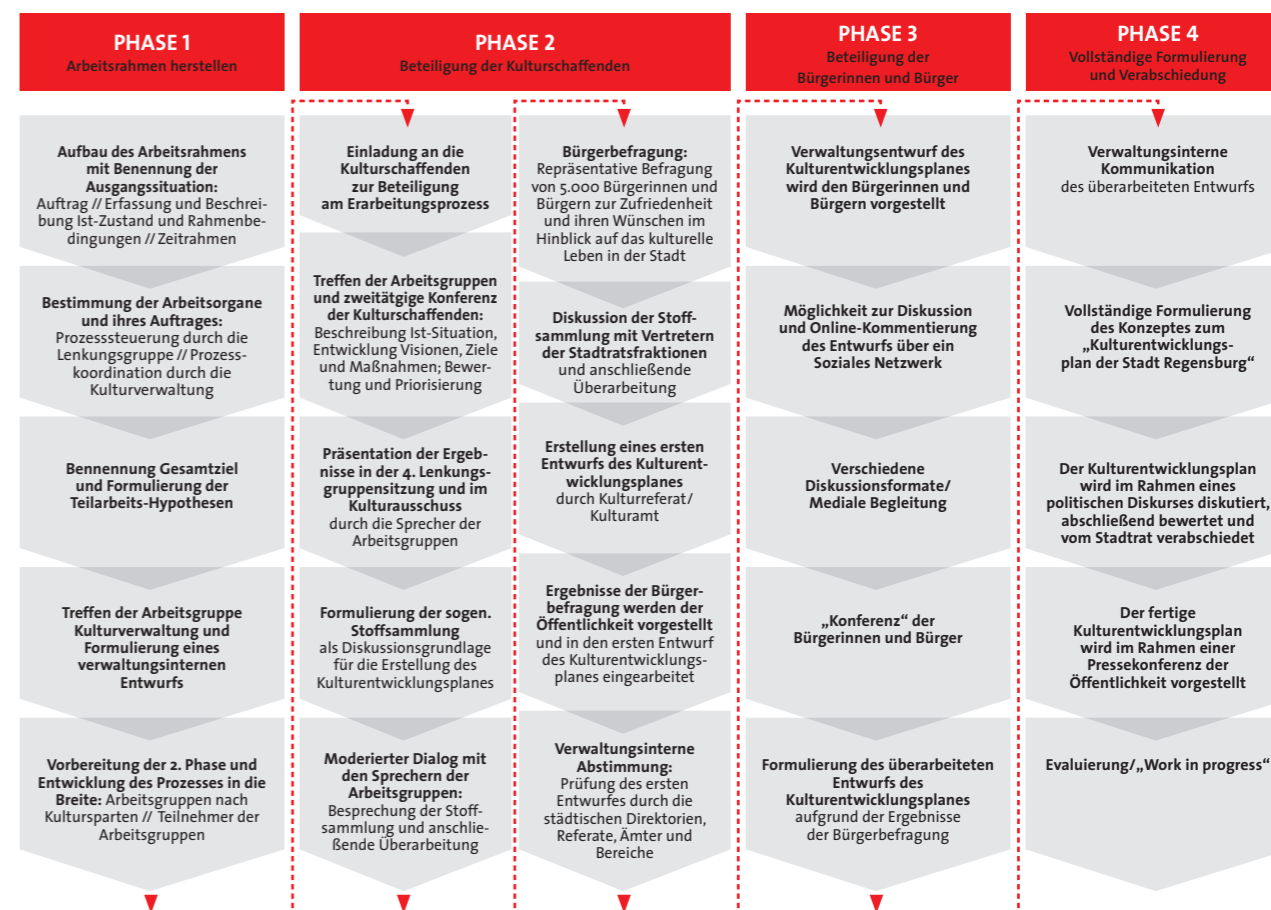 PHASE 1
Arbeitsrahmen herstellen
PHASE 2
Beteiligung der Kulturschaffenden
PHASE 3
Beteiligung der
Bürgerinnen und Bürger
PHASE 4
Vollständige Formulierung
und Verabschiedung
Aufbau des Arbeitsrahmens
mit Benennung der
Ausgangssituation:
Auftrag // Erfassung und Beschrei-
bung Ist-Zustand und Rahmenbe-
dingungen // Zeitrahmen
Bestimmung der Arbeitsorgane
und ihres Auftrages:
Prozesssteuerung durch die
Lenkungsgruppe // Prozess-
koordination durch die
Kulturverwaltung
Bennennung Gesamtziel
und Formulierung der
Teilarbeits-Hypothesen
Treffen der Arbeitsgruppe
Kulturverwaltung und
Formulierung eines
verwaltungsinternen
Entwurfs
Vorbereitung der 2. Phase und
Entwicklung des Prozesses in die
Breite: Arbeitsgruppen nach
Kultursparten // Teilnehmer der
Arbeitsgruppen
Einladung an die
Kulturschaffenden
zur Beteiligung
am Erarbeitungsprozess
Treffen der Arbeitsgruppen
und zweitätgige Konferenz
der Kulturschaffenden:
Beschreibung Ist-Situation,
Entwicklung Visionen, Ziele
und Maßnahmen; Bewer-
tung und Priorisierung
Präsentation der Ergeb-
nisse in der 4. Lenkungs-
gruppensitzung und im
Kulturausschuss
durch die Sprecher der
Arbeitsgruppen
Formulierung der sogen.
Stoffsammlung
als Diskussionsgrundlage
für die Erstellung des
Kulturentwicklungsplanes
Moderierter Dialog mit
den Sprechern der
Arbeitsgruppen:
Besprechung der Stoff-
sammlung und anschlie-
ßende Überarbeitung
Bürgerbefragung:
Repräsentative Befragung
von 5.000 Bürgerinnen und
Bürgern zur Zufriedenheit
und ihren Wünschen im
Hinblick auf das kulturelle
Leben in der Stadt
Diskussion der Stoff-
sammlung mit Vertretern
der Stadtratsfraktionen
und anschließende
Überarbeitung
Erstellung eines ersten
Entwurfs des Kulturent-
wicklungsplanes
durch Kulturreferat/
Kulturamt
Ergebnisse der Bürger-
befragung werden der
Öffentlichkeit vorgestellt
und in den ersten Entwurf
des Kulturentwicklungs-
planes eingearbeitet
Verwaltungsinterne
Abstimmung:
Prüfung des ersten
Entwurfes durch die
städtischen Direktorien,
Referate, Ämter und
Bereiche
Verwaltungsentwurf des
Kulturentwicklungsplanes
wird den Bürgerinnen und
Bürgern vorgestellt
Möglichkeit zur Diskussion
und Online-Kommentierung
des Entwurfs über ein
Soziales Netzwerk
Verschiedene
Diskussionsformate/
Mediale Begleitung
„Konferenz“ der
Bürgerinnen und Bürger
Formulierung des überarbeiteten
Entwurfs des
Kulturentwicklungsplanes
aufgrund der Ergebnisse
der Bürgerbefragung
Verwaltungsinterne
Kommunikation
des überarbeiteten Entwurfs
Vollständige Formulierung
des Konzeptes zum
„Kulturentwicklungs-
plan der Stadt Regensburg“
Der Kulturentwicklungsplan
wird im Rahmen eines
politischen Diskurses diskutiert,
abschließend bewertet und
vom Stadtrat verabschiedet
Der fertige
Kulturentwicklungsplan
wird im Rahmen einer
Pressekonferenz der
Öffentlichkeit vorgestellt
Evaluierung/„Work in progress“